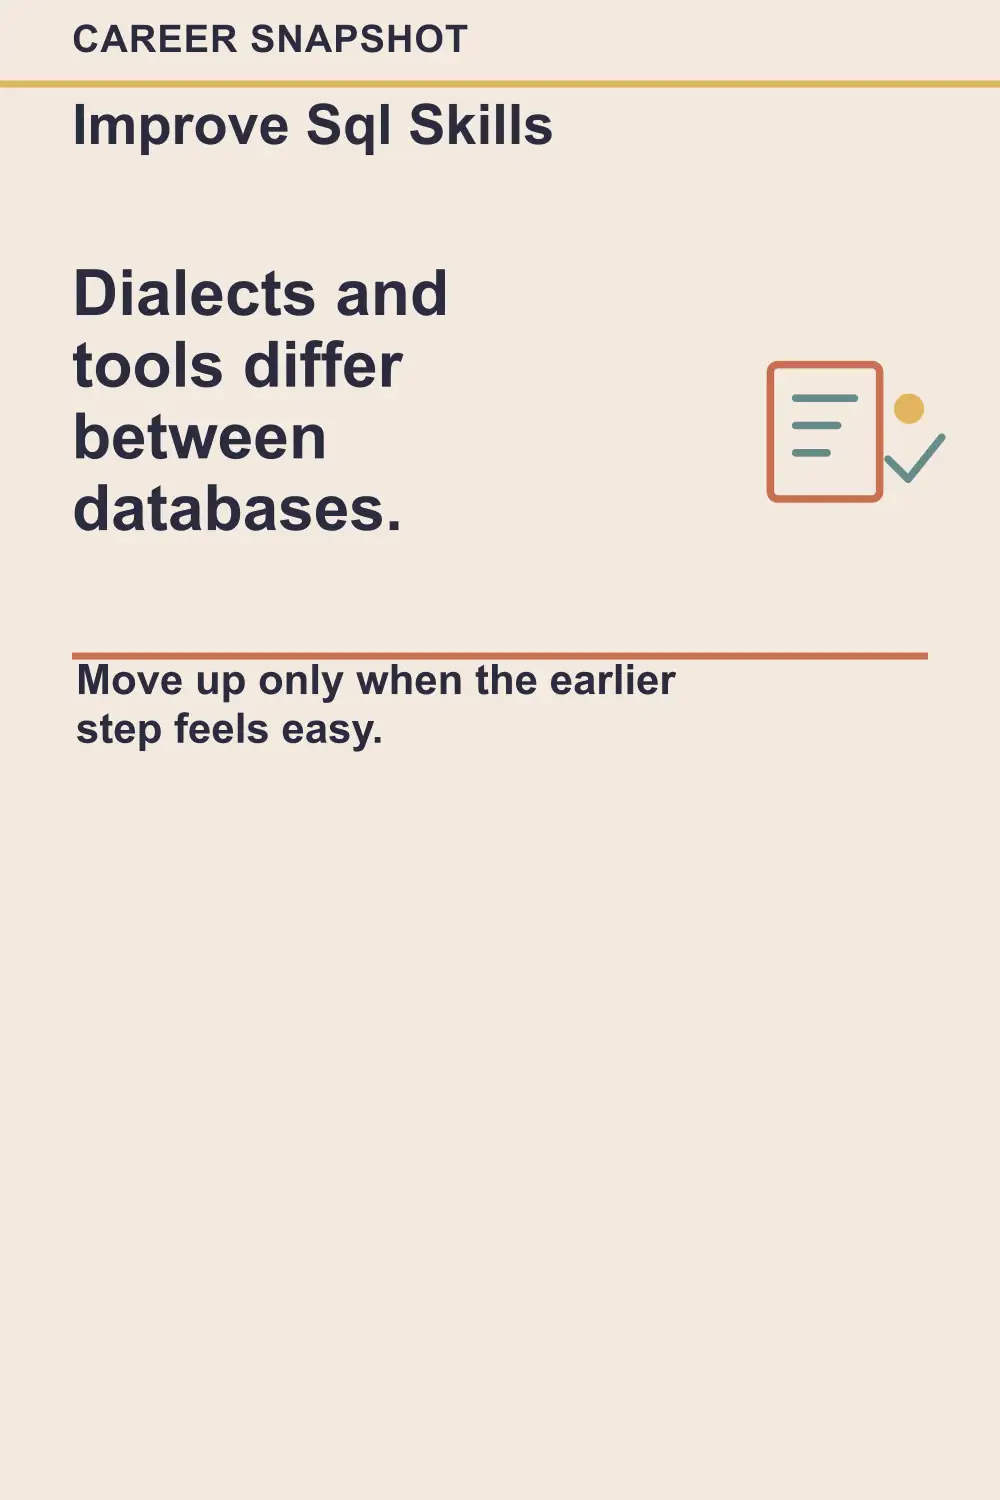 CAREER SNAPSHOT
Improve Sql Skills
Dialects and
tools differ
between
databases.
Move up only when the earlier
step feels easy.